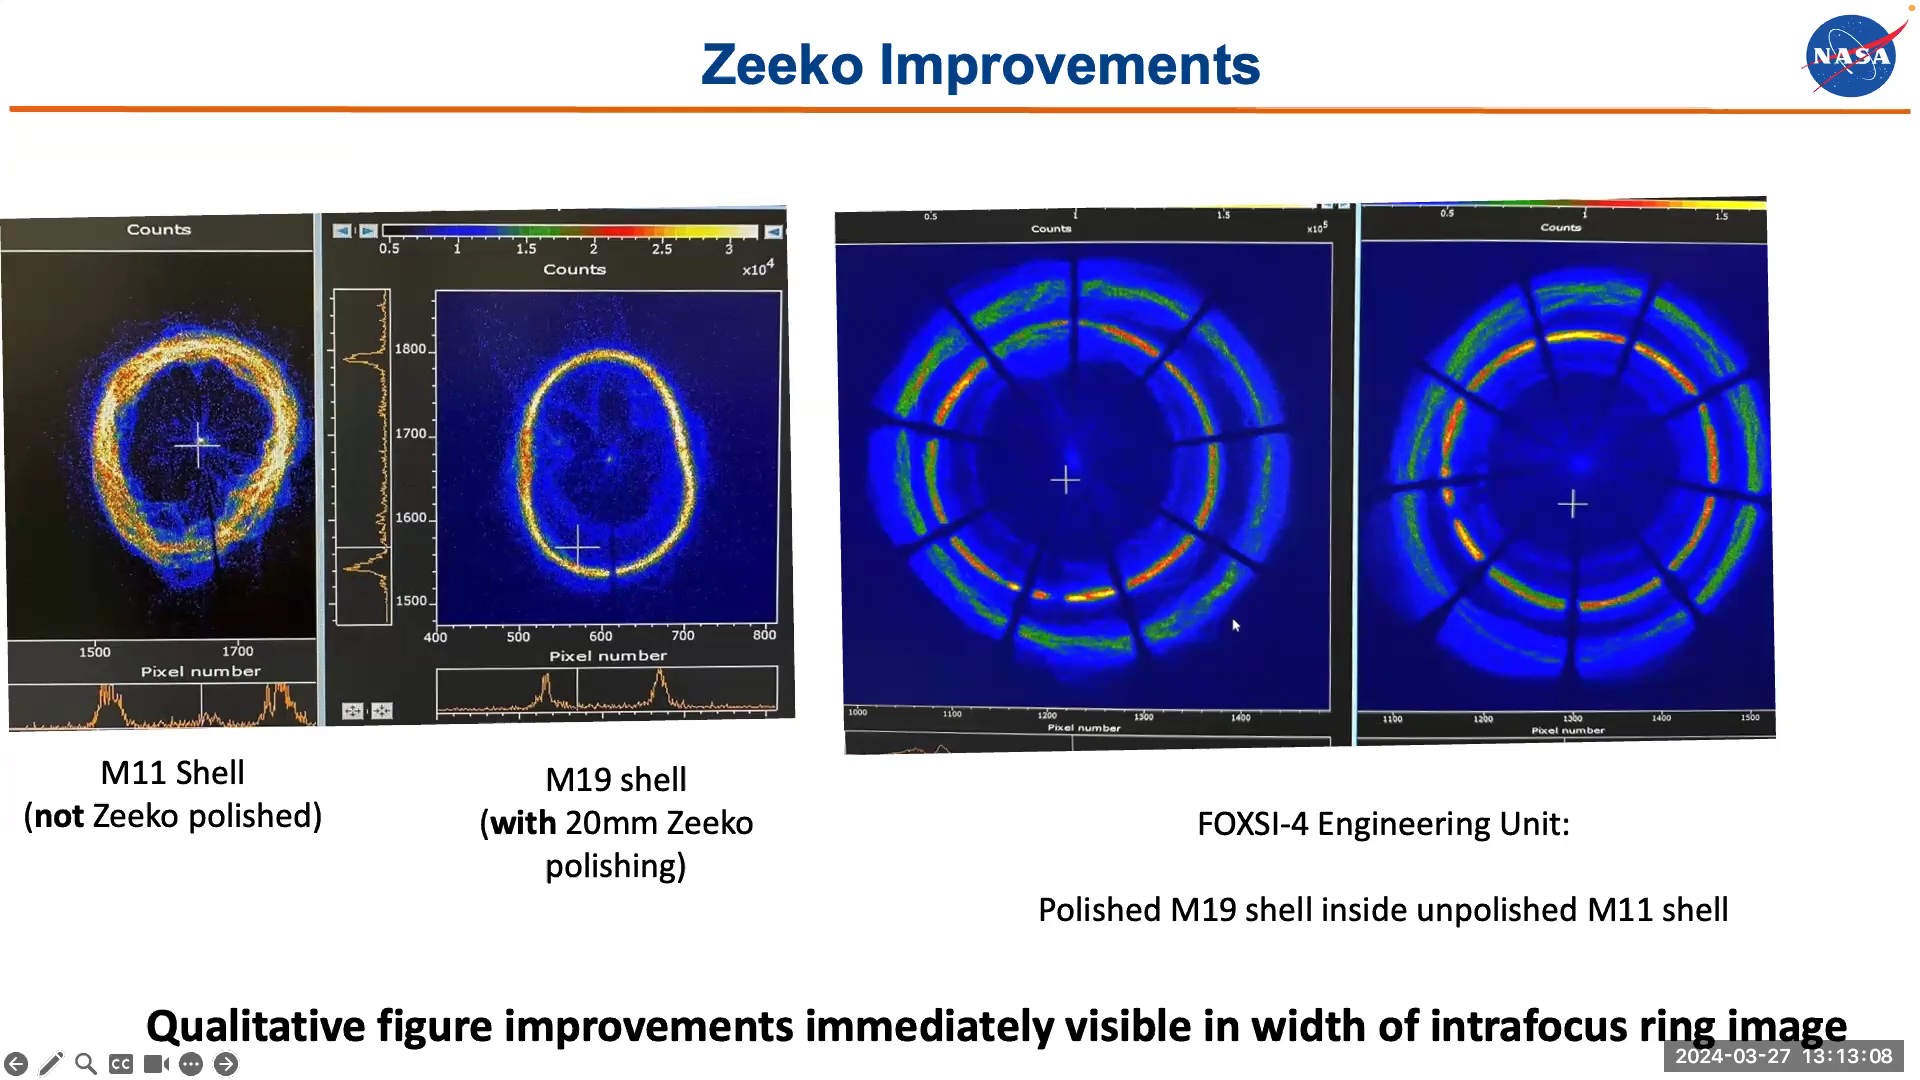 Zeeko Improvements
NASA
Counts
1500 1700
Pixel number
0.5 1 1.5 2 2.5 3
Counts x10⁴
1800
1700
1600
1500
400 500 600 700 800
Pixel number
0.5 1 1.5
Counts x10⁵
1000 1100 1200 1300 1400
Pixel number
0.5 1 1.5
Counts
1100 1200 1300 1400 1500
Pixel number
M11 Shell
(not Zeeko polished)
M19 shell
(with 20mm Zeeko
polishing)
FOXSI-4 Engineering Unit:
Polished M19 shell inside unpolished M11 shell
Qualitative figure improvements immediately visible in width of intrafocus ring image
CC
2024-03-27 13:13:08